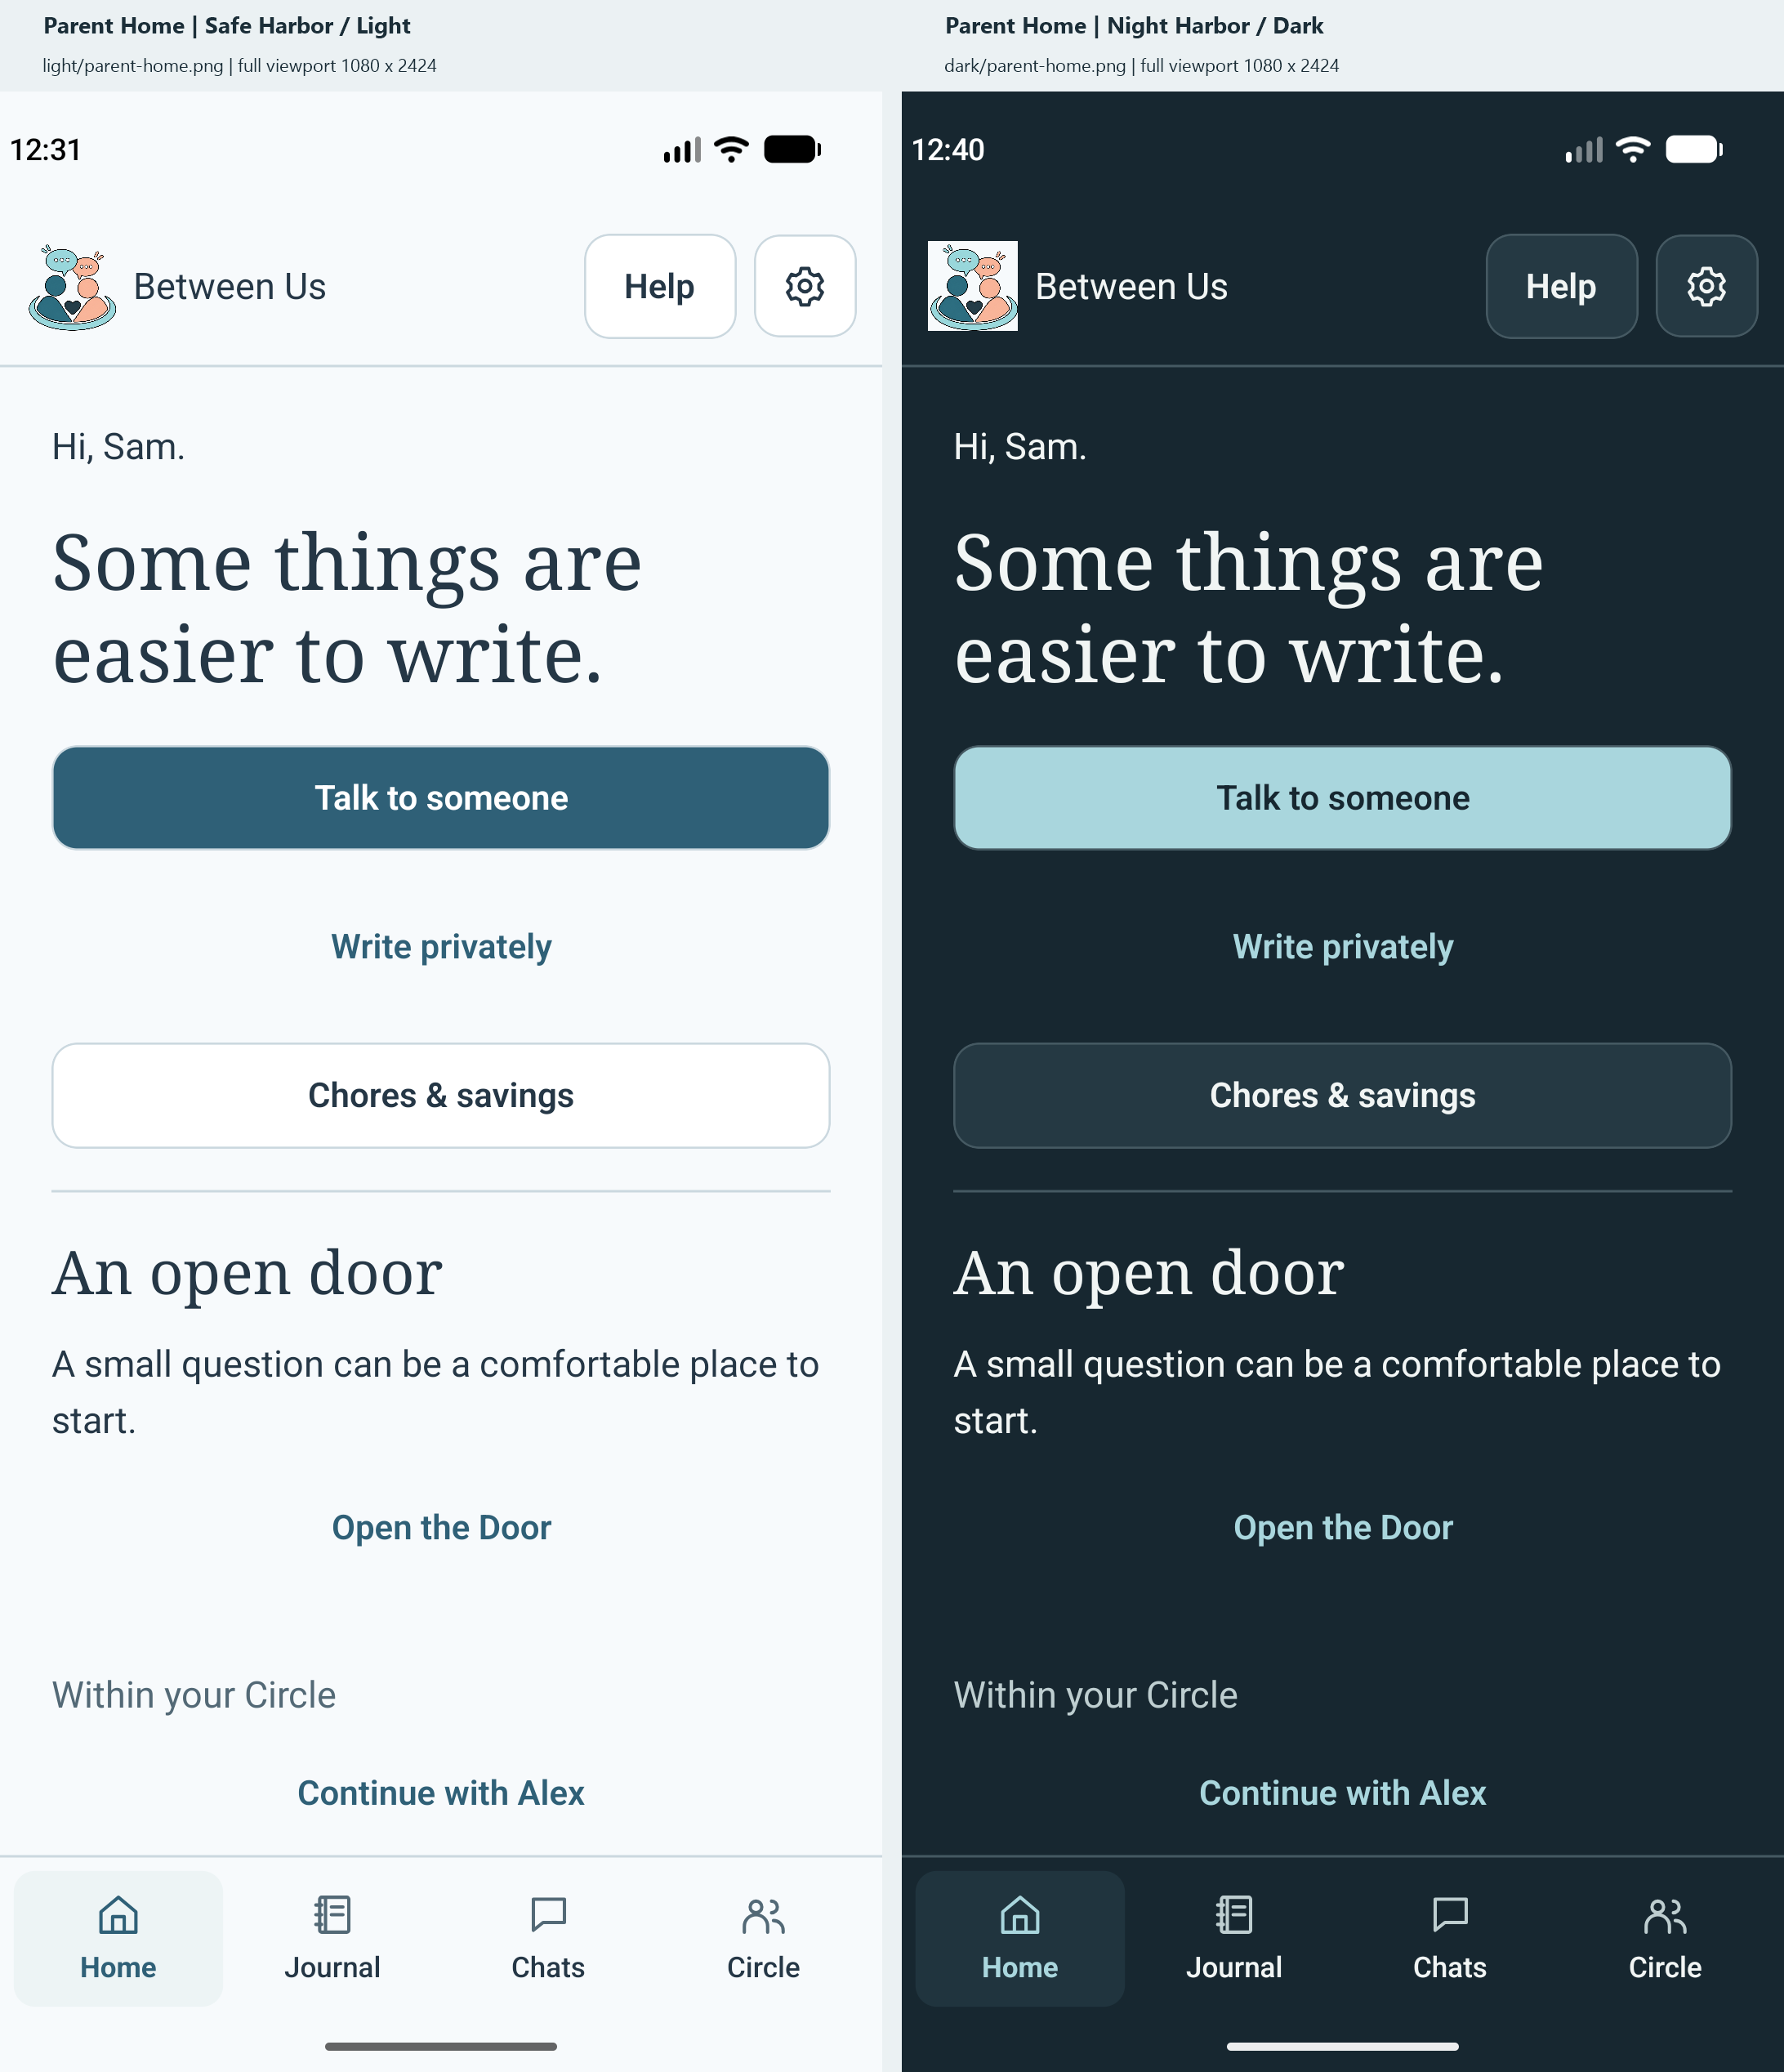 Parent Home | Safe Harbor / Light
light/parent-home.png | full viewport 1080 x 2424
12:31
Between Us
Help
Hi, Sam.
Some things are
easier to write.
Talk to someone
Write privately
Chores & savings
An open door
A small question can be a comfortable place to
start.
Open the Door
Within your Circle
Continue with Alex
Home
Journal
Chats
Circle
Parent Home | Night Harbor / Dark
dark/parent-home.png | full viewport 1080 x 2424
12:40
Between Us
Help
Hi, Sam.
Some things are
easier to write.
Talk to someone
Write privately
Chores & savings
An open door
A small question can be a comfortable place to
start.
Open the Door
Within your Circle
Continue with Alex
Home
Journal
Chats
Circle